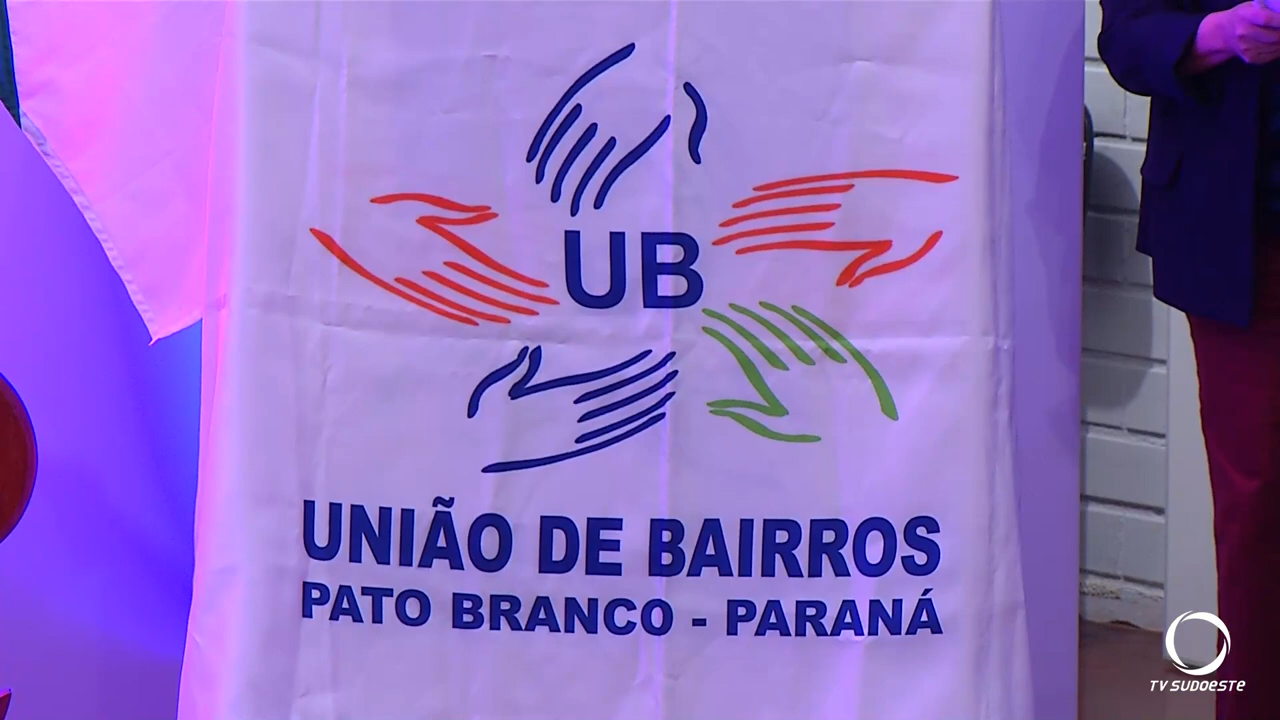 UB
UNIÃO DE BAIRROS
PATO BRANCO - PARANÁ
TV SUDOESTE